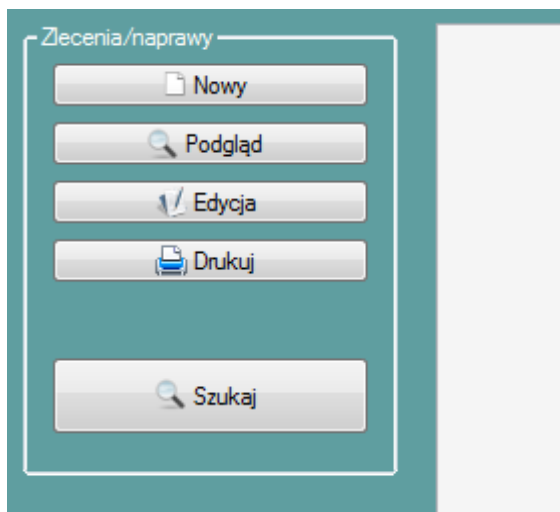 Zlecenia/naprawy
Nowy
Podgląd
Edycja
Drukuj
Szukaj